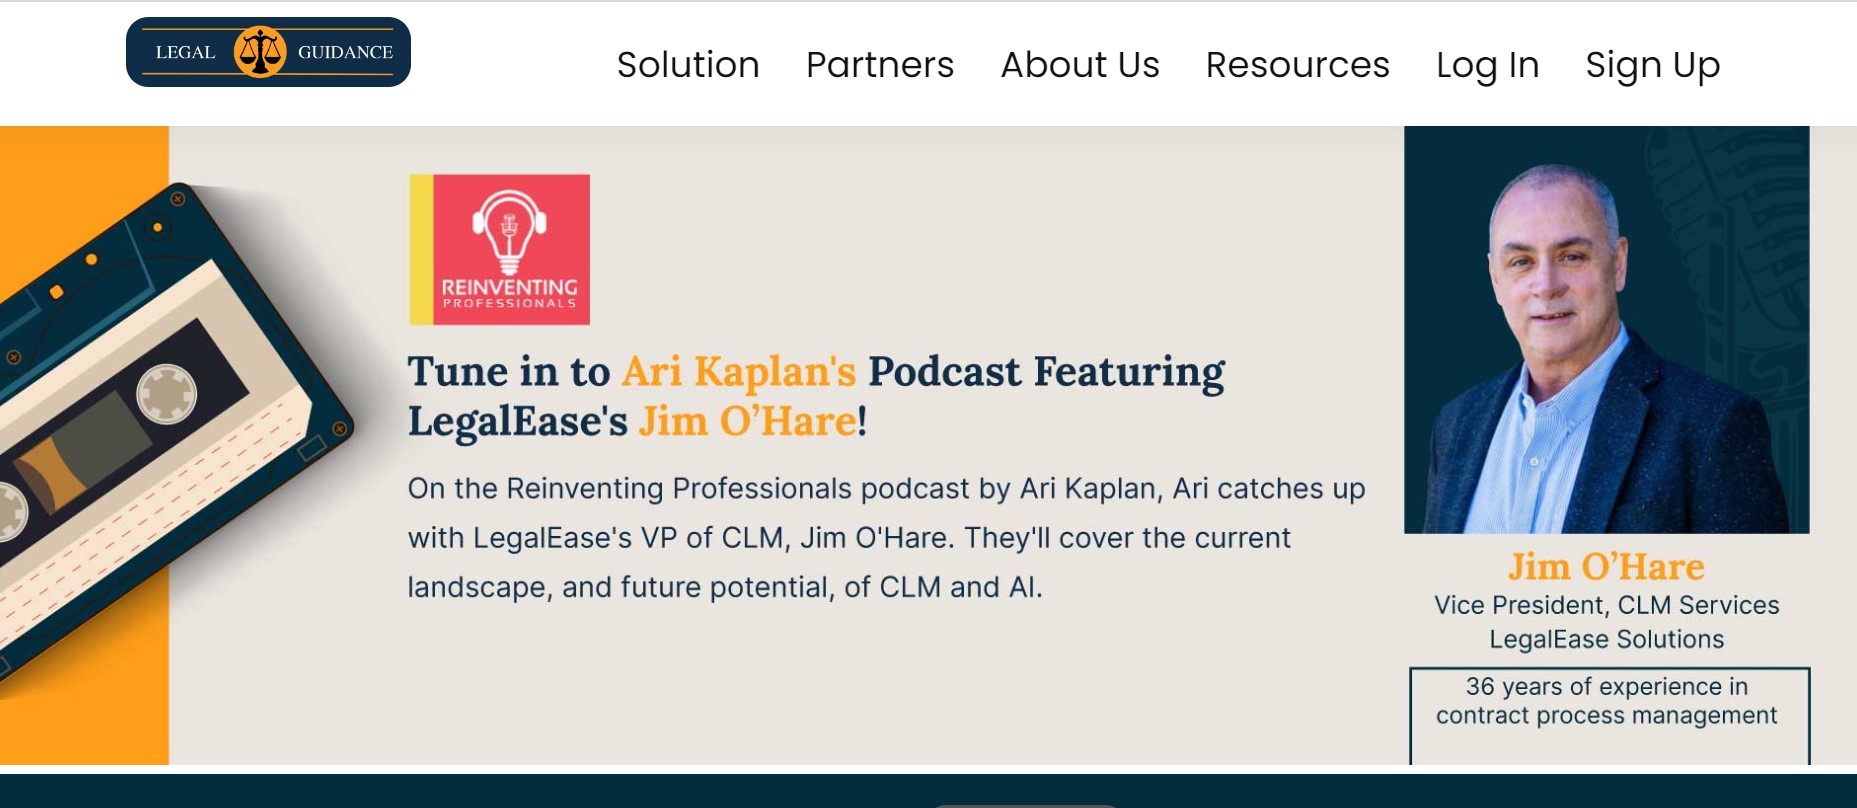 LEGAL GUIDANCE
Solution Partners About Us Resources Log In Sign Up
REINVENTING
PROFESSIONALS
Tune in to Ari Kaplan's Podcast Featuring
LegalEase's Jim O’Hare!
On the Reinventing Professionals podcast by Ari Kaplan, Ari catches up
with LegalEase's VP of CLM, Jim O'Hare. They'll cover the current
landscape, and future potential, of CLM and AI.
Jim O’Hare
Vice President, CLM Services
LegalEase Solutions
36 years of experience in
contract process management